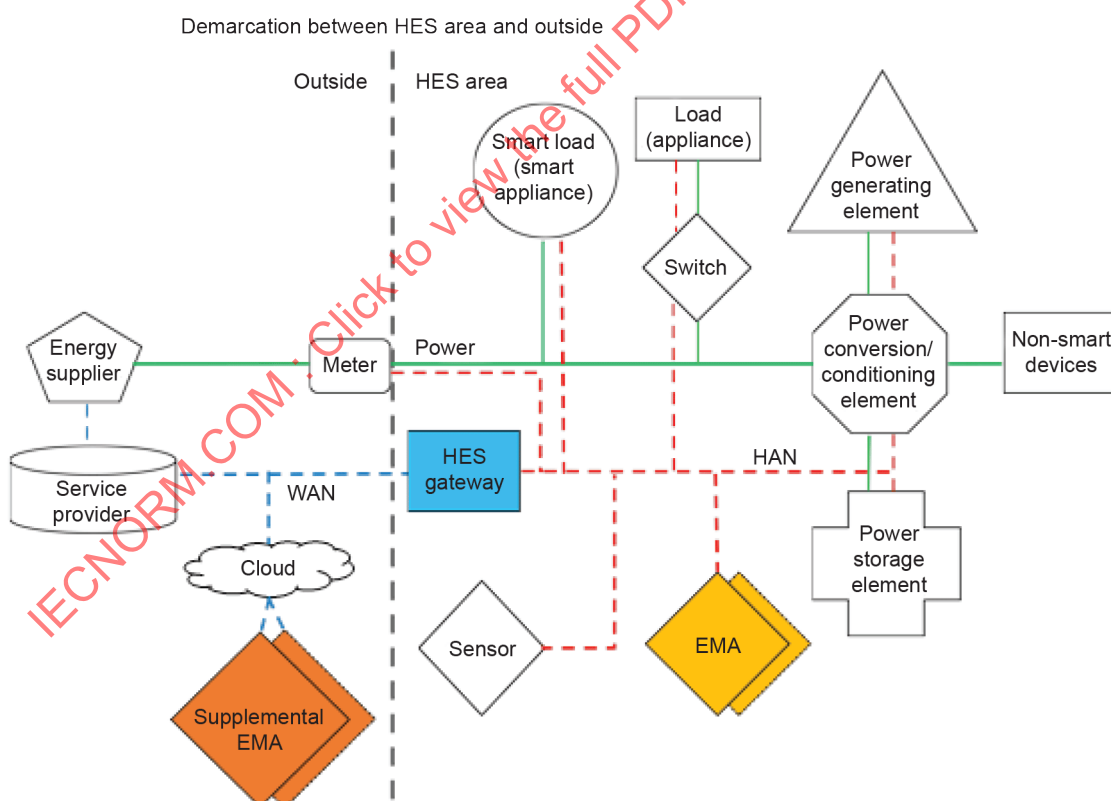 Demarcation between HES area and outside
Outside
HES area
Smart load
(smart
appliance)
Load
(appliance)
Power
generating
element
Switch
Energy
supplier
Meter
Power
Power
conversion/
conditioning
element
Non-smart
devices
HES
gateway
HAN
Service
provider
WAN
Cloud
Power
storage
element
Sensor
EMA
Supplemental
EMA
IECNORM.COM : Click to view the full PDF